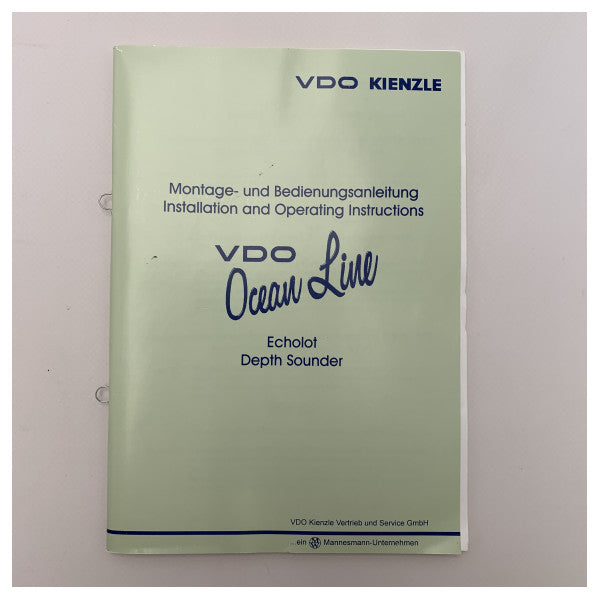 VDO KIENZLE
Montage- und Bedienungsanleitung
Installation and Operating Instructions
VDO
Ocean Line
Echolot
Depth Sounder
VDO Kienzle Vertrieb und Service GmbH
...ein Mannesmann-Unternehmen